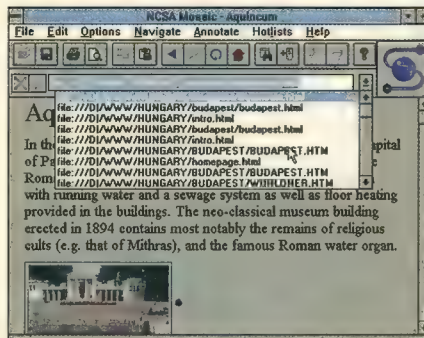 NCSA Mosaic - Aquincum
File Edit Options Navigate Annotate Hotlists Help
file:///D|/WWW/HUNGARY/budapest/budapest.html
file:///D|/WWW/HUNGARY/intro.html
file:///D|/WWW/HUNGARY/budapest/budapest.html
file:///D|/WWW/HUNGARY/intro.html
file:///D|/WWW/HUNGARY/BUDAPEST/BUDAPEST.HTM
file:///D|/WWW/HUNGARY/homepage.html
file:///D|/WWW/HUNGARY/BUDAPEST/BUDAPEST.HTM
file:///D|/WWW/HUNGARY/BUDAPEST/
Aq
In the
apital
of Pa
e
Roma
with running water and a sewage system as well as floor heating
provided in the buildings. The neo-classical museum building
erected in 1894 contains most notably the remains of religious
cults (e.g. that of Mithras), and the famous Roman water organ.